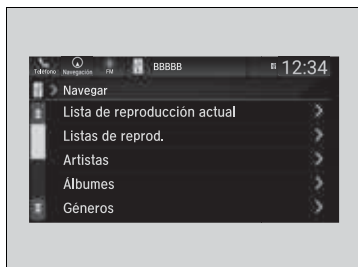 Teléfono Navegación FM BBBBB 12:34
Navegar
Lista de reproducción actual
Listas de reprod.
Artistas
Álbumes
Géneros